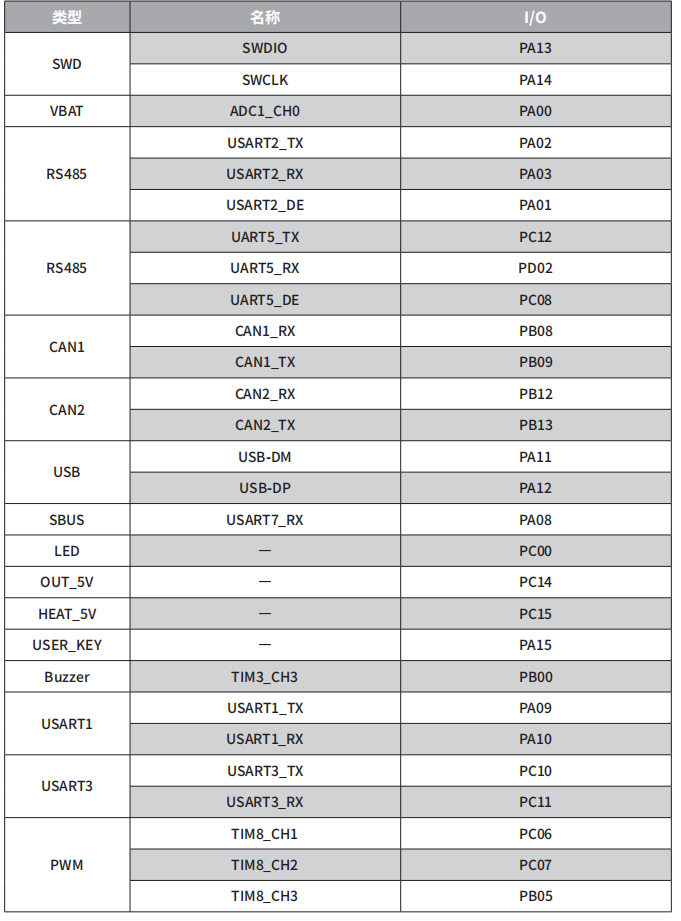 类型 名称 I/O
SWD SWDIO PA13
SWCLK PA14
VBAT ADC1_CH0 PA00
RS485 USART2_TX PA02
USART2_RX PA03
USART2_DE PA01
RS485 UART5_TX PC12
UART5_RX PD02
UART5_DE PC08
CAN1 CAN1_RX PB08
CAN1_TX PB09
CAN2 CAN2_RX PB12
CAN2_TX PB13
USB USB-DM PA11
USB-DP PA12
SBUS USART7_RX PA08
LED — PC00
OUT_5V — PC14
HEAT_5V — PC15
USER_KEY — PA15
Buzzer TIM3_CH3 PB00
USART1 USART1_TX PA09
USART1_RX PA10
USART3 USART3_TX PC10
USART3_RX PC11
PWM TIM8_CH1 PC06
TIM8_CH2 PC07
TIM8_CH3 PB05